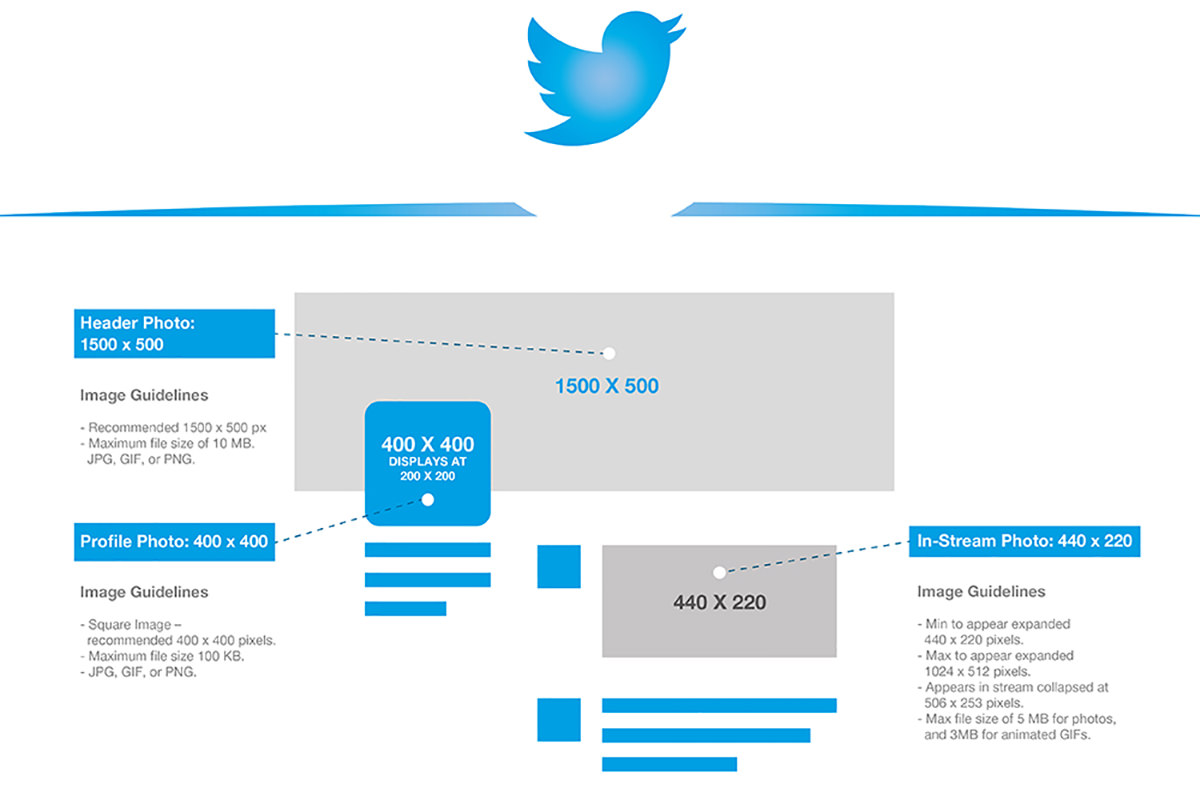 Header Photo:
1500 x 500
Image Guidelines
- Recommended 1500 x 500 px
- Maximum file size of 10 MB.
JPG, GIF, or PNG.
1500 X 500
400 X 400
DISPLAYS AT
200 X 200
Profile Photo: 400 x 400
Image Guidelines
- Square Image –
recommended 400 x 400 pixels.
- Maximum file size 100 KB.
- JPG, GIF, or PNG.
440 X 220
In-Stream Photo: 440 x 220
Image Guidelines
- Min to appear expanded
440 x 220 pixels.
- Max to appear expanded
1024 x 512 pixels.
- Appears in stream collapsed at
506 x 253 pixels.
- Max file size of 5 MB for photos,
and 3MB for animated GIFs.